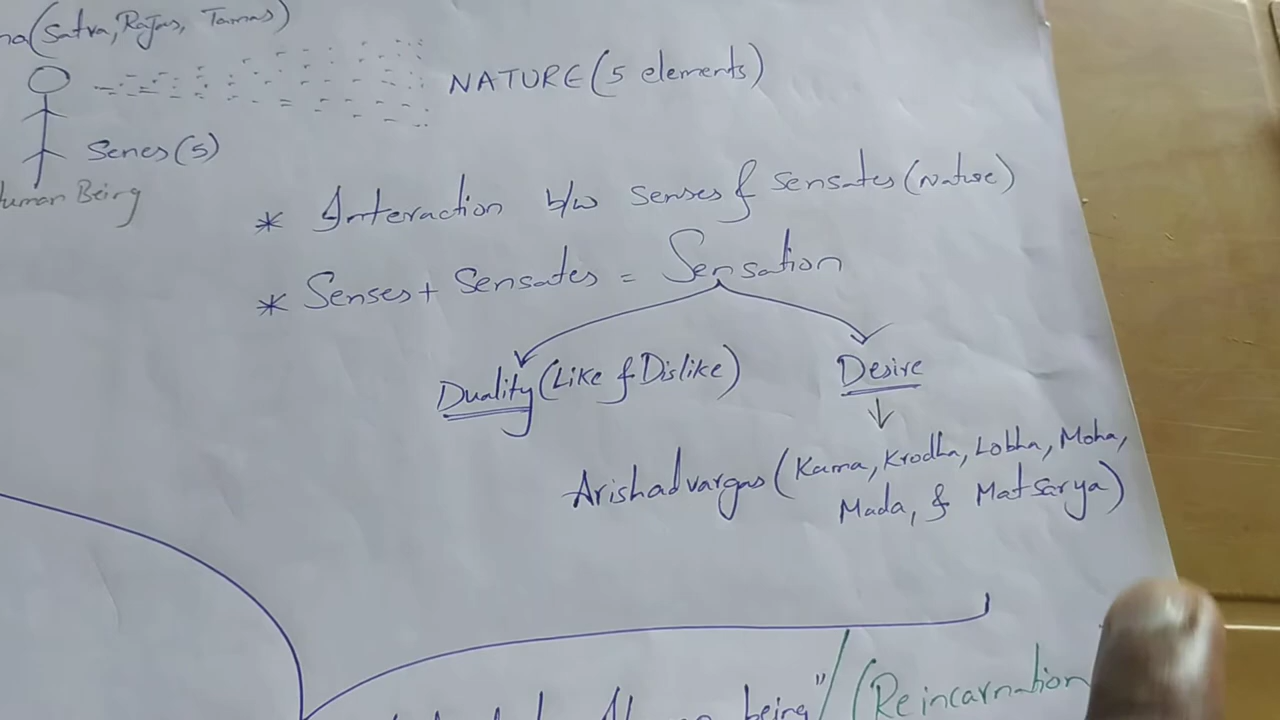 (Satva, Rajas, Tamas)
NATURE (5 elements)
Senes (5)
Human Being
* Interaction b/w senses & Sensates (Nature)
* Senses + Sensates = Sensation
Duality (Like & Dislike)
Desire
Arishadvargas (Kama, Krodha, Lobha, Moha,
Mada, & Matsarya)
being" / (Reincarnation